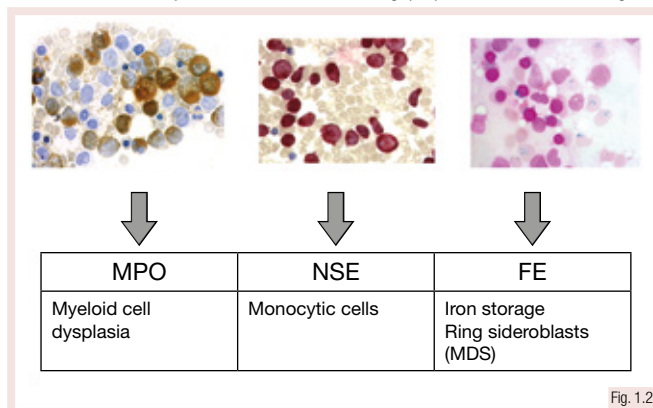 MPO
NSE
FE
Myeloid cell
dysplasia
Monocytic cells
Iron storage
Ring sideroblasts
(MDS)
Fig. 1.2